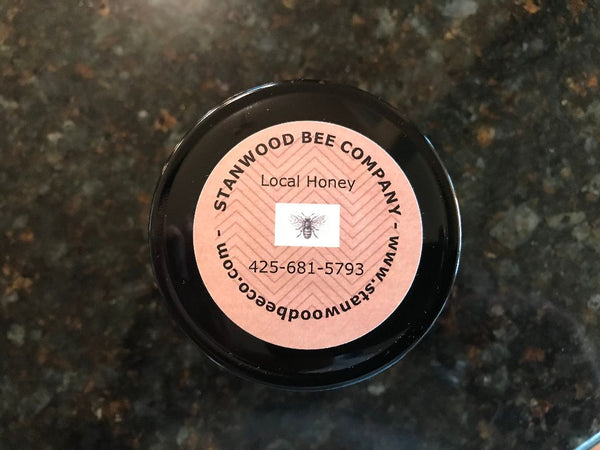 STANWOOD BEE COMPANY - www.stanwoodbeeco.com -
Local Honey
425-681-5793